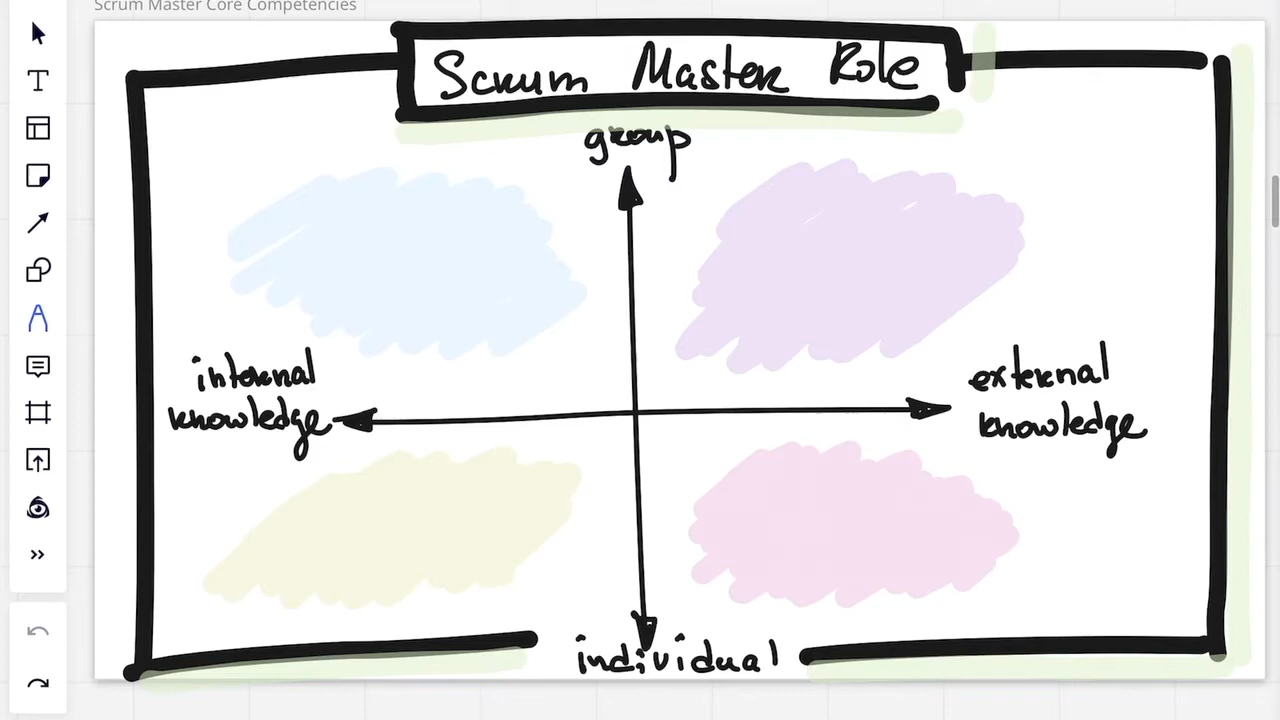 Scrum Master Core Competencies
Scrum Master Role
group
internal
knowledge
external
knowledge
individual